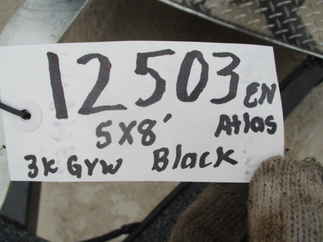 12503 EN
5x8' Atlas
3K Gvw Black